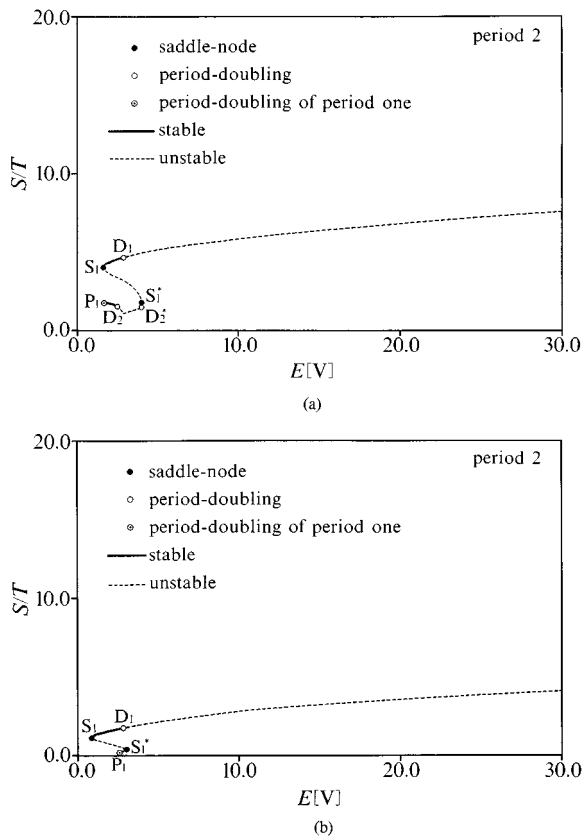 20.0
period 2
saddle-node
period-doubling
period-doubling of period one
stable
unstable
S/T
10.0
D₁
S₁
S₁*
P₁
D₂
D₂*
0.0
0.0
10.0
20.0
30.0
E[V]
(a)
20.0
period 2
saddle-node
period-doubling
period-doubling of period one
stable
unstable
S/T
10.0
S₁
D₁
S₁*
P₁
0.0
0.0
10.0
20.0
30.0
E[V]
(b)